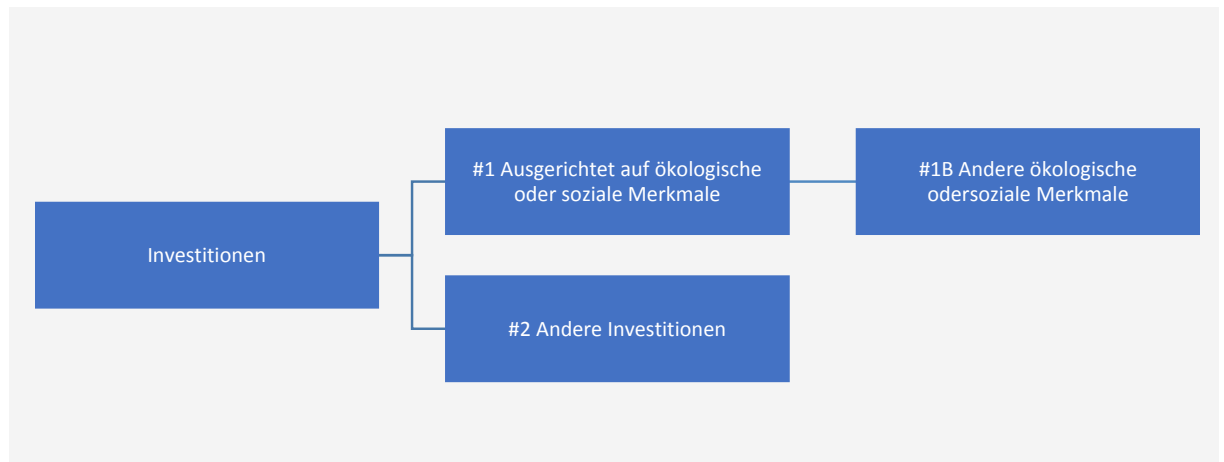 Investitionen
#1 Ausgerichtet auf ökologische
oder soziale Merkmale
#1B Andere ökologische
odersoziale Merkmale
#2 Andere Investitionen